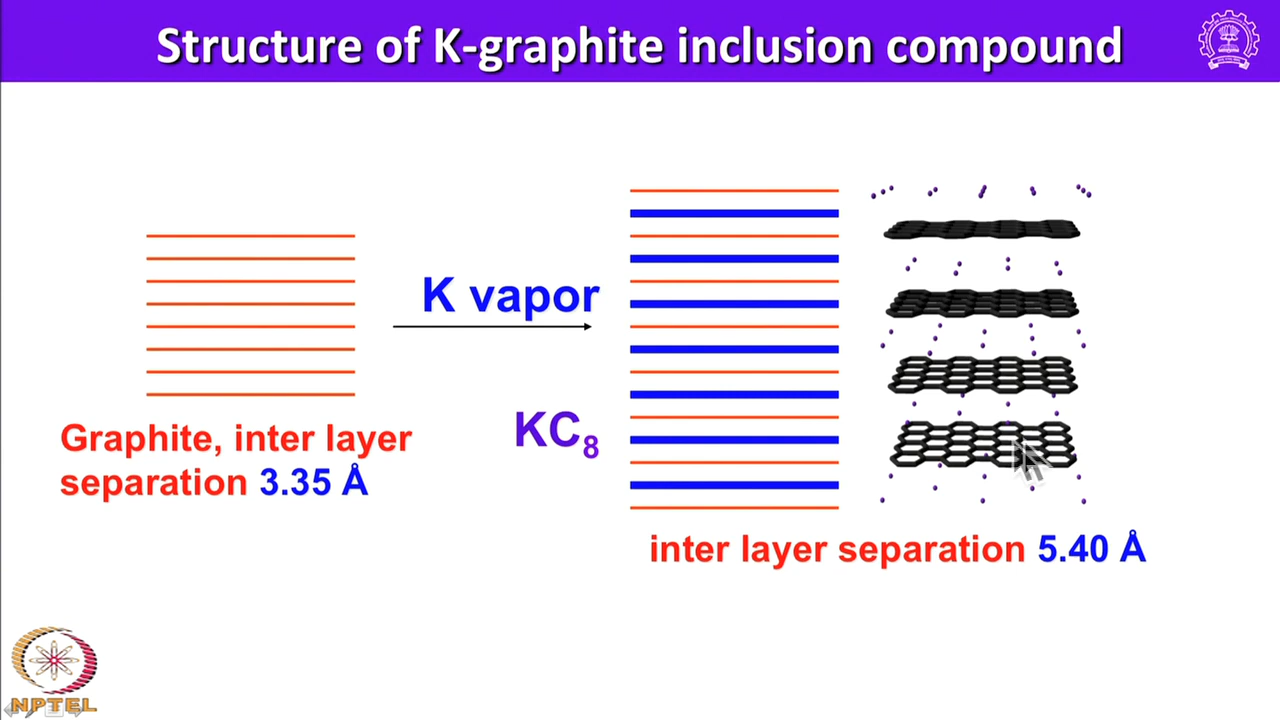 Structure of K-graphite inclusion compound
K vapor
KC₈
Graphite, inter layer
separation 3.35 Å
inter layer separation 5.40 Å
NPTEL